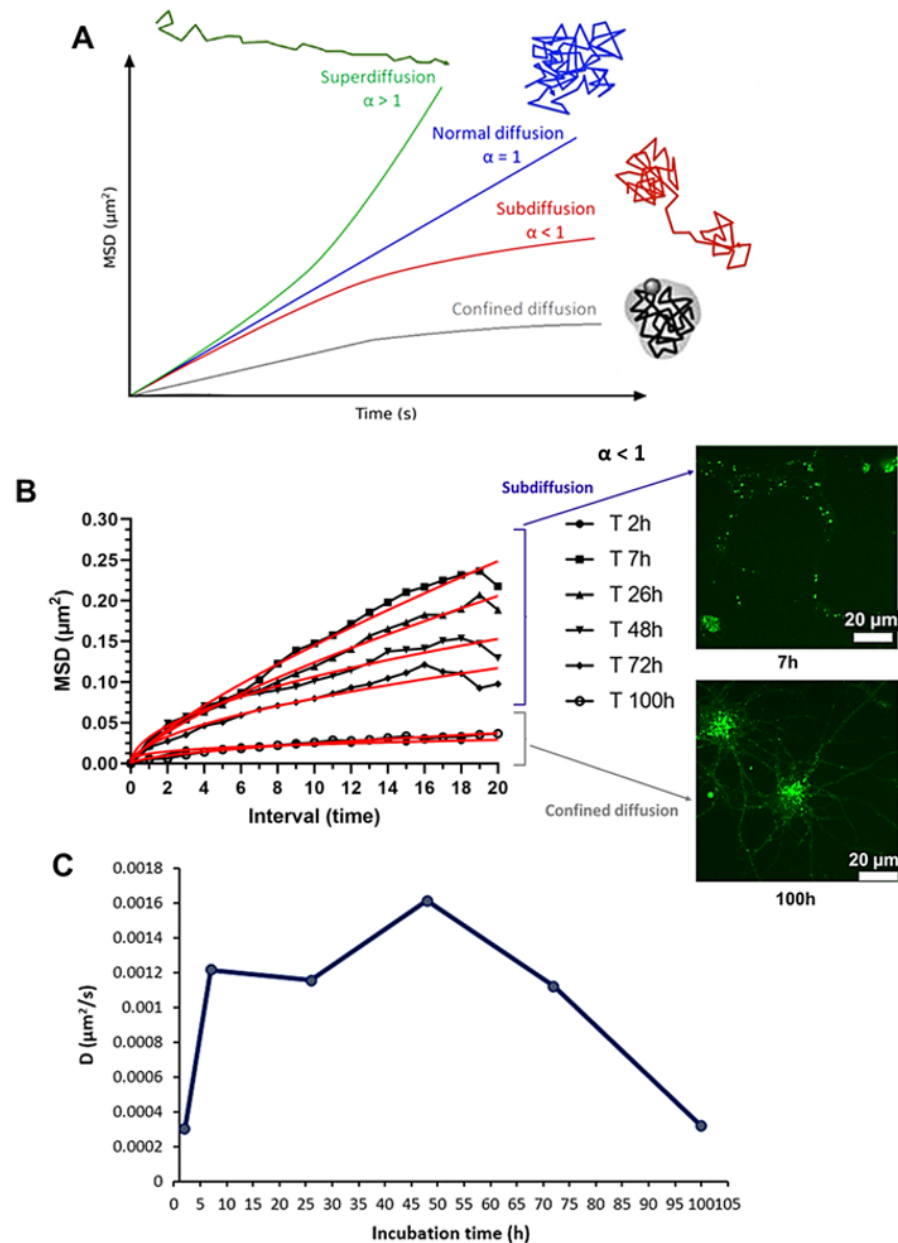 A
Superdiffusion
α > 1
Normal diffusion
α = 1
Subdiffusion
α < 1
Confined diffusion
MSD (µm²)
Time (s)
B
α < 1
Subdiffusion
0.30
0.25
0.20
0.15
0.10
0.05
0.00
MSD (µm²)
0 2 4 6 8 10 12 14 16 18 20
Interval (time)
T 2h
T 7h
T 26h
T 48h
T 72h
T 100h
Confined diffusion
20 µm
7h
20 µm
100h
C
0.0018
0.0016
0.0014
0.0012
0.001
0.0008
0.0006
0.0004
0.0002
0
D (µm²/s)
0 5 10 15 20 25 30 35 40 45 50 55 60 65 70 75 80 85 90 95 100105
Incubation time (h)